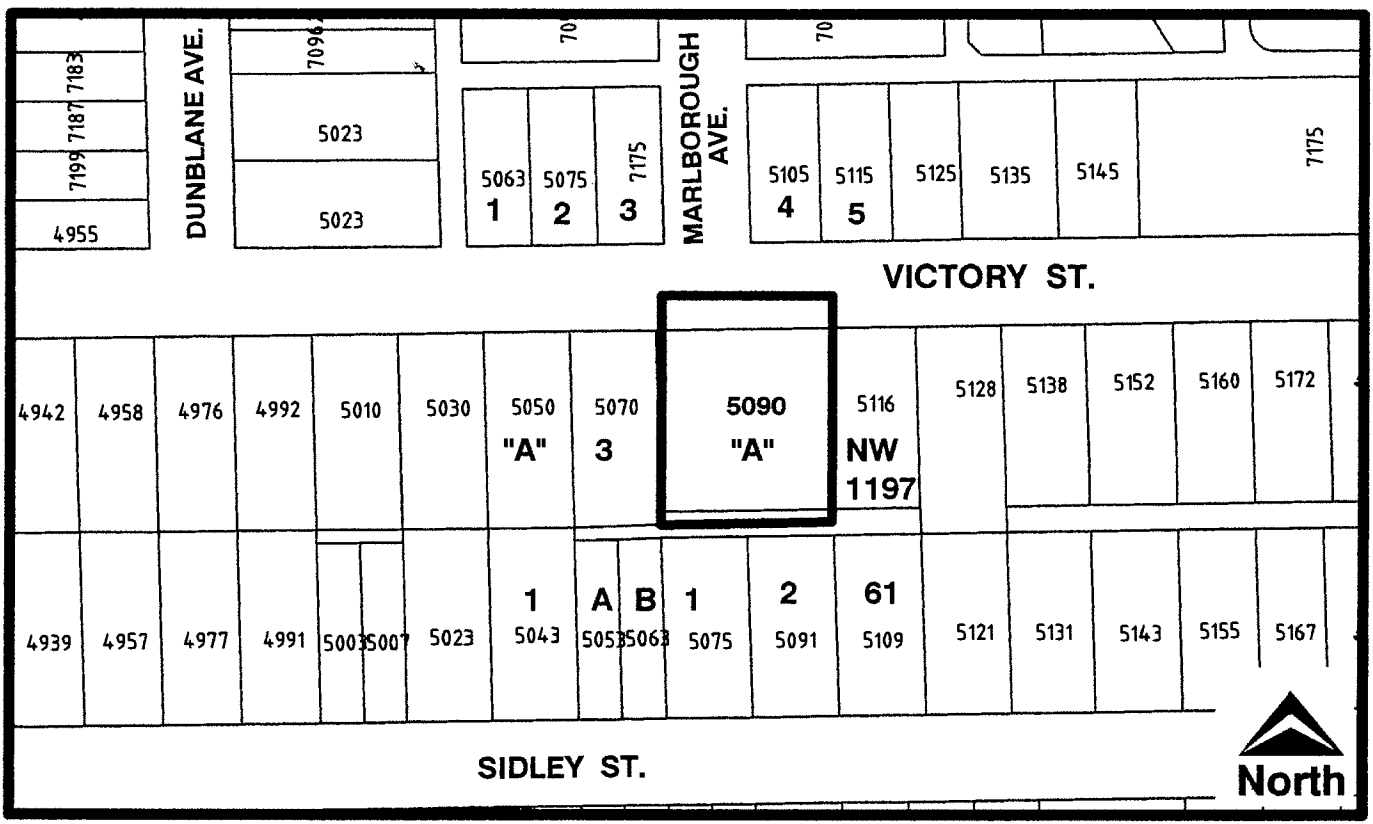 7183
7187
7199
4955
DUNBLANE AVE.
7096
5023
5023
70
5063 5075 7175
1 2 3
MARLBOROUGH
AVE.
70
5105 5115 5125 5135 5145
4 5
7175
VICTORY ST.
4942 4958 4976 4992 5010 5030 5050 5070 5090 5116 5128 5138 5152 5160 5172
"A" 3 "A" NW
1197
1 A B 1 2 61
4939 4957 4977 4991 5003 5007 5023 5043 5053 5063 5075 5091 5109 5121 5131 5143 5155 5167
SIDLEY ST.
North